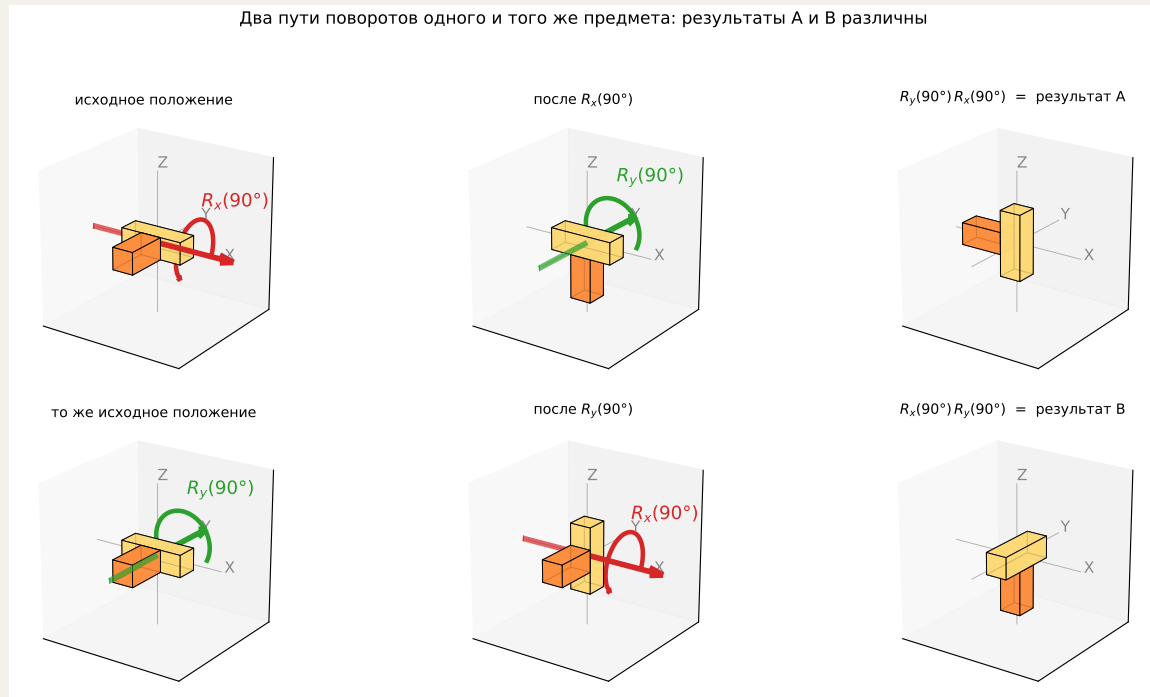 Два пути поворотов одного и того же предмета: результаты A и B различны
исходное положение
после Rx(90°)
Ry(90°) Rx(90°) = результат A
Z
Rx(90°)
Y
X
Z
Ry(90°)
Y
X
Z
Y
X
то же исходное положение
после Ry(90°)
Rx(90°) Ry(90°) = результат B
Z
Ry(90°)
Y
X
Z
Rx(90°)
Y
X
Z
Y
X